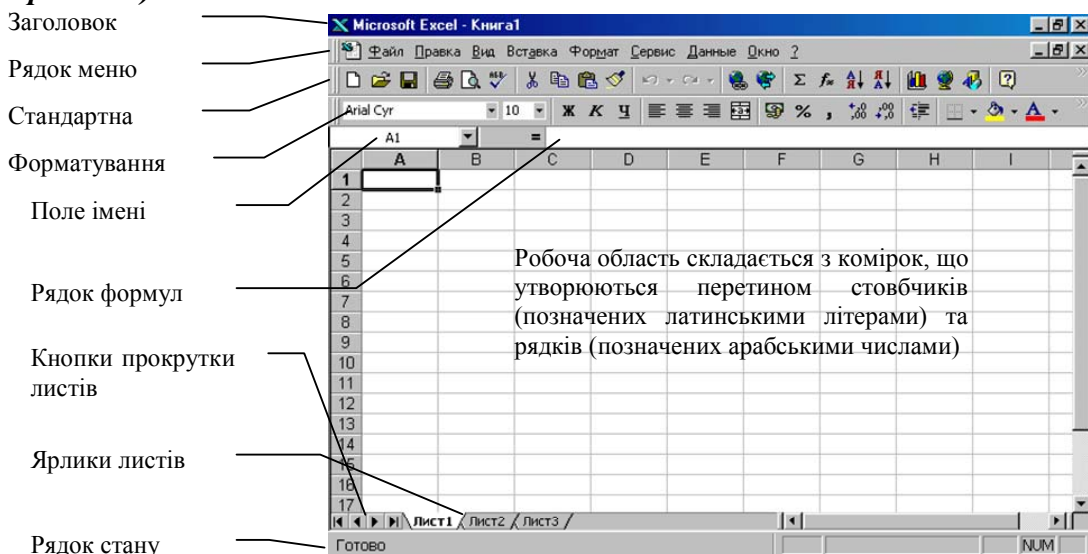 Заголовок
Microsoft Excel - Книга1
Файл Правка Вид Вставка Формат Сервис Данные Окно ?
Рядок меню
Стандартна
Arial Cyr 10 Ж К Ч
Форматування
A1 =
A B C D E F G H I
1
2
3
4
5
6
7
8
9
10
11
12
13
14
15
16
17
Поле імені
Робоча область складається з комірок, що
утворюються перетином стовбчиків
(позначених латинськими літерами) та
рядків (позначених арабськими числами)
Рядок формул
Кнопки прокрутки
листів
Ярлики листів
Лист1 Лист2 Лист3
Рядок стану
Готово NUM